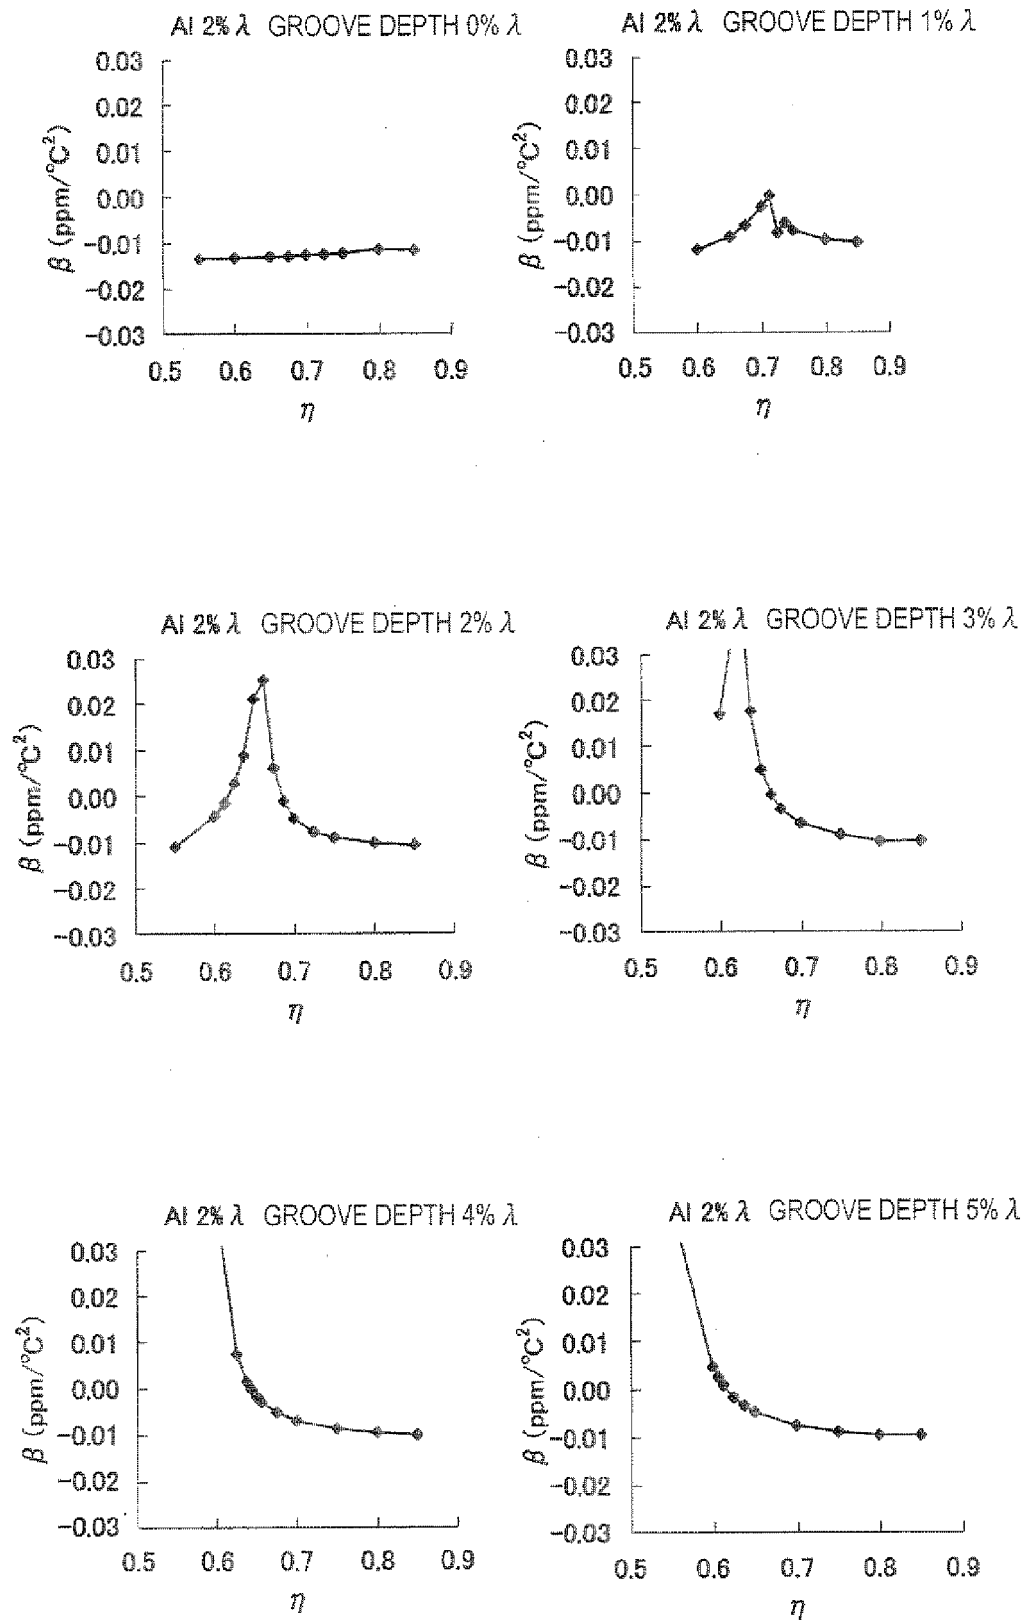 Al 2% λ GROOVE DEPTH 0% λ
β (ppm/°C²)
0.03
0.02
0.01
0.00
−0.01
−0.02
−0.03
0.5 0.6 0.7 0.8 0.9
η
Al 2% λ GROOVE DEPTH 1% λ
β (ppm/°C²)
0.03
0.02
0.01
0.00
−0.01
−0.02
−0.03
0.5 0.6 0.7 0.8 0.9
η
Al 2% λ GROOVE DEPTH 2% λ
β (ppm/°C²)
0.03
0.02
0.01
0.00
−0.01
−0.02
−0.03
0.5 0.6 0.7 0.8 0.9
η
Al 2% λ GROOVE DEPTH 3% λ
β (ppm/°C²)
0.03
0.02
0.01
0.00
−0.01
−0.02
−0.03
0.5 0.6 0.7 0.8 0.9
η
Al 2% λ GROOVE DEPTH 4% λ
β (ppm/°C²)
0.03
0.02
0.01
0.00
−0.01
−0.02
−0.03
0.5 0.6 0.7 0.8 0.9
η
Al 2% λ GROOVE DEPTH 5% λ
β (ppm/°C²)
0.03
0.02
0.01
0.00
−0.01
−0.02
−0.03
0.5 0.6 0.7 0.8 0.9
η